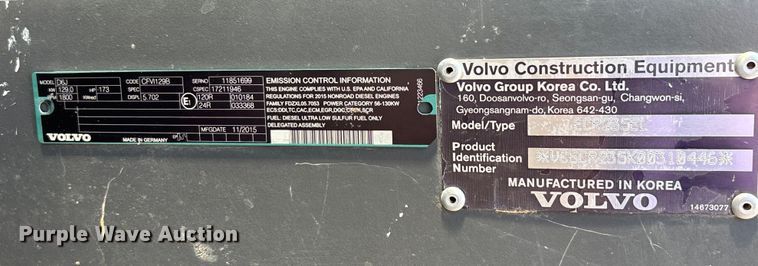 MODEL D6J
WAVE CODE CFVI129B
SERNO 11851699
KW 129.0 HP 173
SPEC/ID 17211946
RPM 1800
120R 010184
DISPL 5.702
E1
24R 033368
MFGDATE 11/2015
VOLVO
MADE IN GERMANY
EMISSION CONTROL INFORMATION
THIS ENGINE COMPLIES WITH U.S. EPA AND CALIFORNIA
REGULATIONS FOR 2015 NONROAD DIESEL ENGINES
FAMILY FDZXL05.7053 POWER CATEGORY 56-130KW
ECS:DDI,TC,CAC,ECM,EGR,DOC,
FUEL: DIESEL ULTRA LOW SULFUR FUEL ONLY
DELEGATED ASSEMBLY
Volvo Construction Equipment
Volvo Group Korea Co. Ltd.
160, Doosanvolvo-ro, Seongsan-gu, Changwon-si,
Gyeongsangnam-do, Korea 642-430
Model/Type
Product
Identification
Number
MANUFACTURED IN KOREA
VOLVO
14673077
Purple Wave Auction